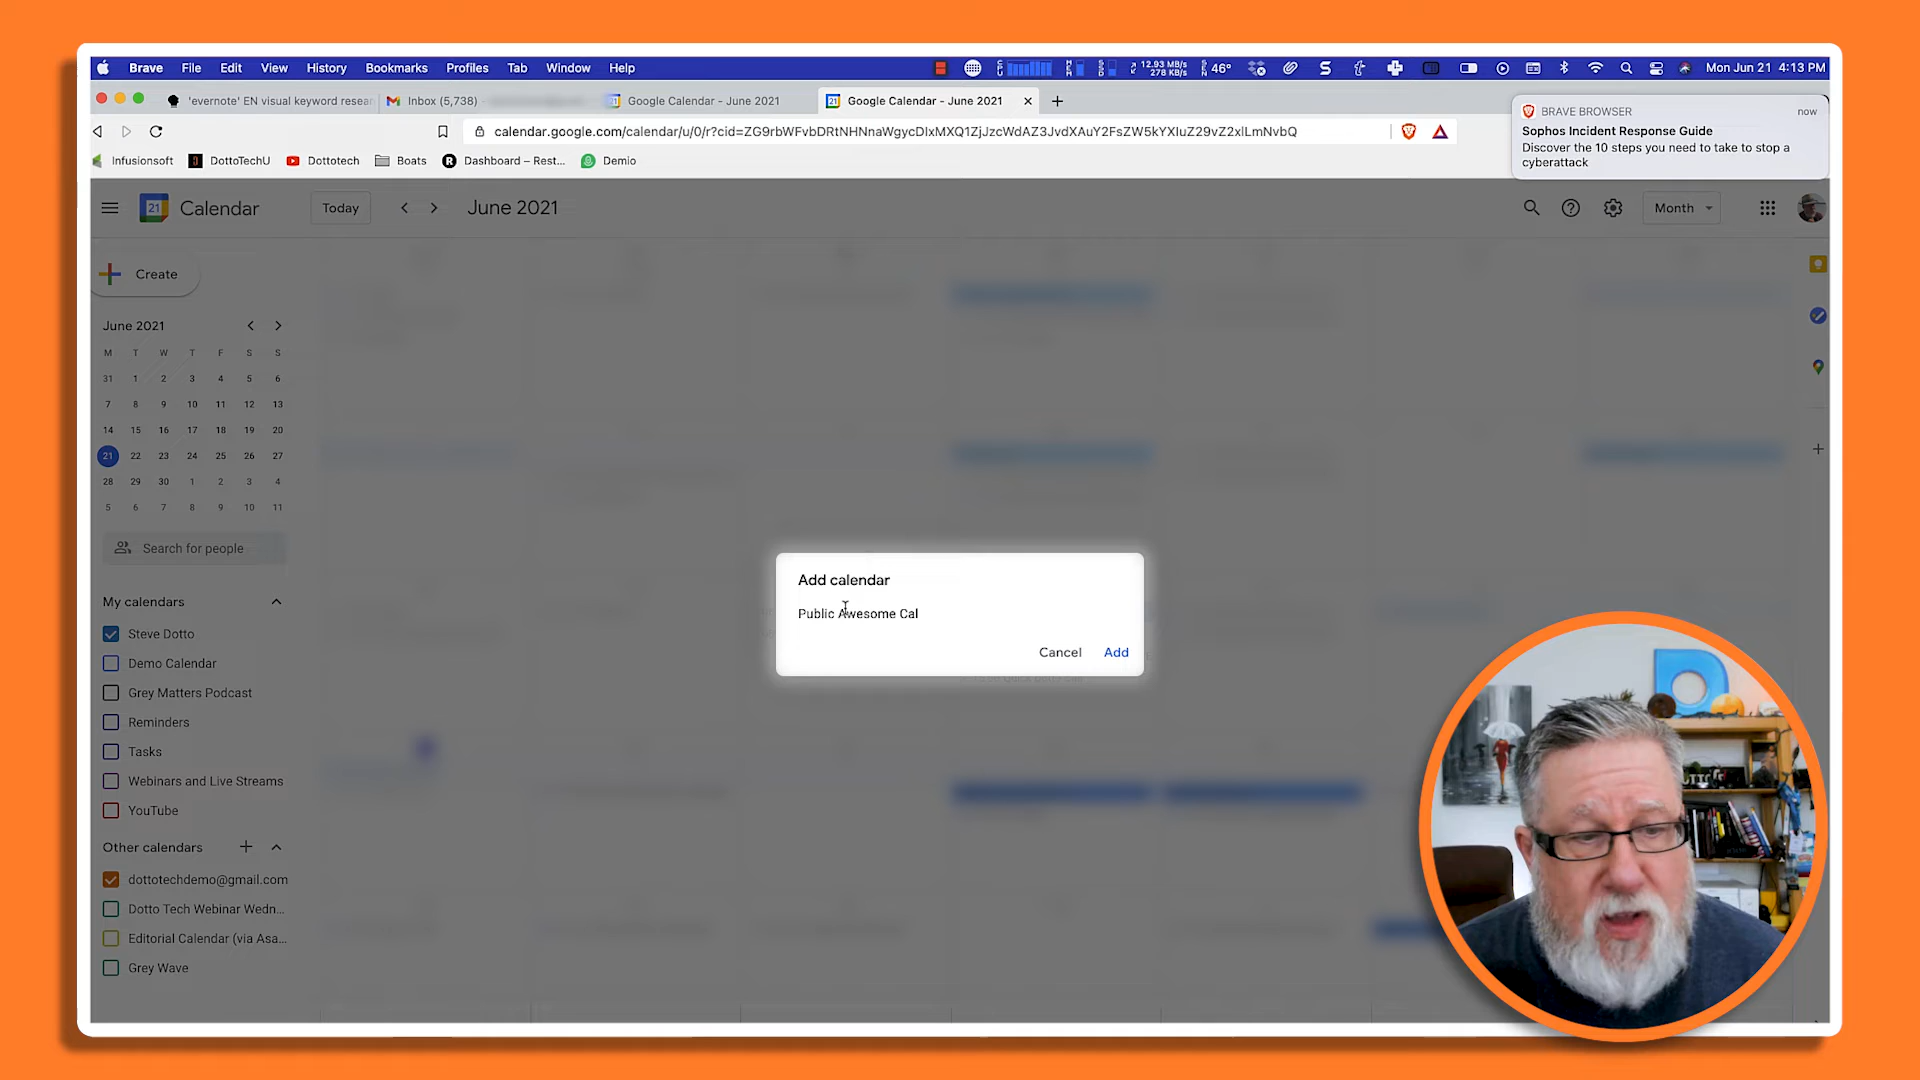 Brave File Edit View History Bookmarks Profiles Tab Window Help
12.93 MB/s
278 KB/s
46°
Mon Jun 21 4:13 PM
'evernote' EN visual keyword resear
Inbox (5,738)
Google Calendar - June 2021
Google Calendar - June 2021
calendar.google.com/calendar/u/0/r?cid=ZG9rbWFvbDRtNHNnaWgycDIxMXQ1ZjJzcWdAZ3JvdXAuY2FsZW5kYXIuZ29vZ2xlLmNvbQ
Infusionsoft DottoTechU Dottotech Boats Dashboard – Rest... Demio
BRAVE BROWSER now
Sophos Incident Response Guide
Discover the 10 steps you need to take to stop a
cyberattack
21 Calendar Today June 2021 Month
Create
June 2021
M T W T F S S
31 1 2 3 4 5 6
7 8 9 10 11 12 13
14 15 16 17 18 19 20
21 22 23 24 25 26 27
28 29 30 1 2 3 4
5 6 7 8 9 10 11
Search for people
My calendars
Steve Dotto
Demo Calendar
Grey Matters Podcast
Reminders
Tasks
Webinars and Live Streams
YouTube
Other calendars
dottotechdemo@gmail.com
Dotto Tech Webinar Wedn...
Editorial Calendar (via Asa...
Grey Wave
Add calendar
Public Awesome Cal
Cancel Add